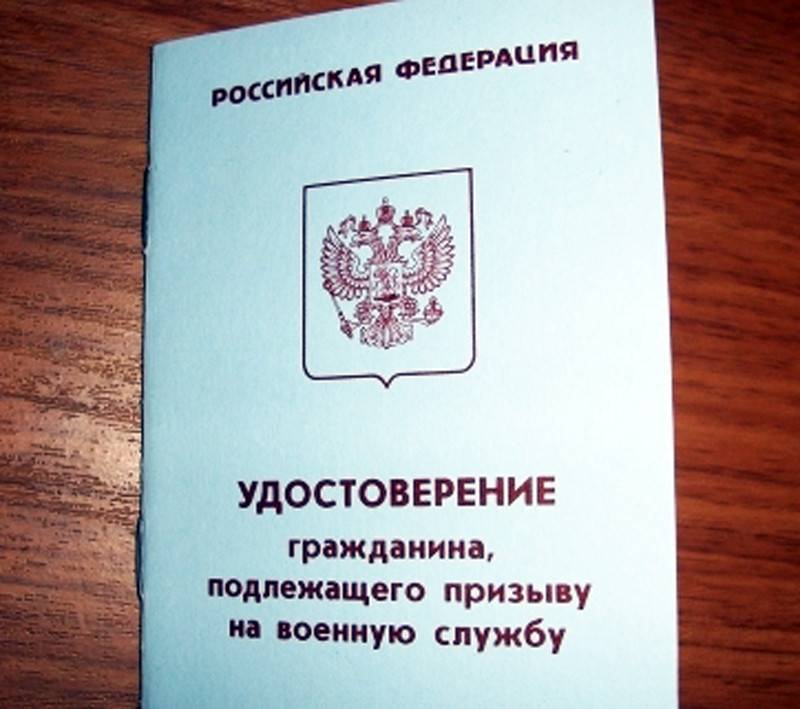 РОССИЙСКАЯ ФЕДЕРАЦИЯ
УДОСТОВЕРЕНИЕ
гражданина,
подлежащего призыву
на военную службу